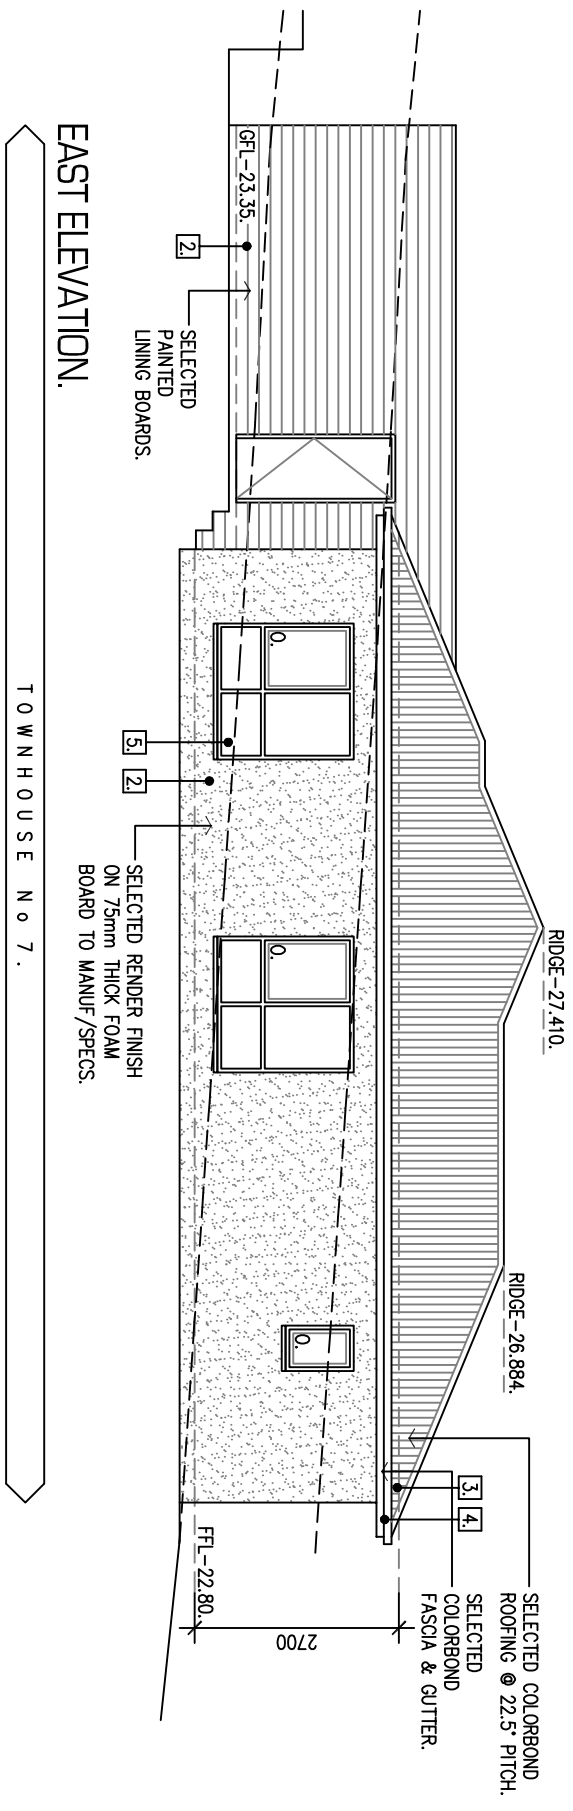 RIDGE-27.410.
RIDGE-26.884.
SELECTED COLORBOND
ROOFING @ 22.5° PITCH.
3.
4.
SELECTED
COLORBOND
FASCIA & GUTTER.
2700
GFL-23.35.
FFL-22.80.
O.
O.
O.
2.
SELECTED
PAINTED
LINING BOARDS.
5.
2.
SELECTED RENDER FINISH
ON 75mm THICK FOAM
BOARD TO MANUF/SPECS.
EAST ELEVATION.
TOWNHOUSE No 7.